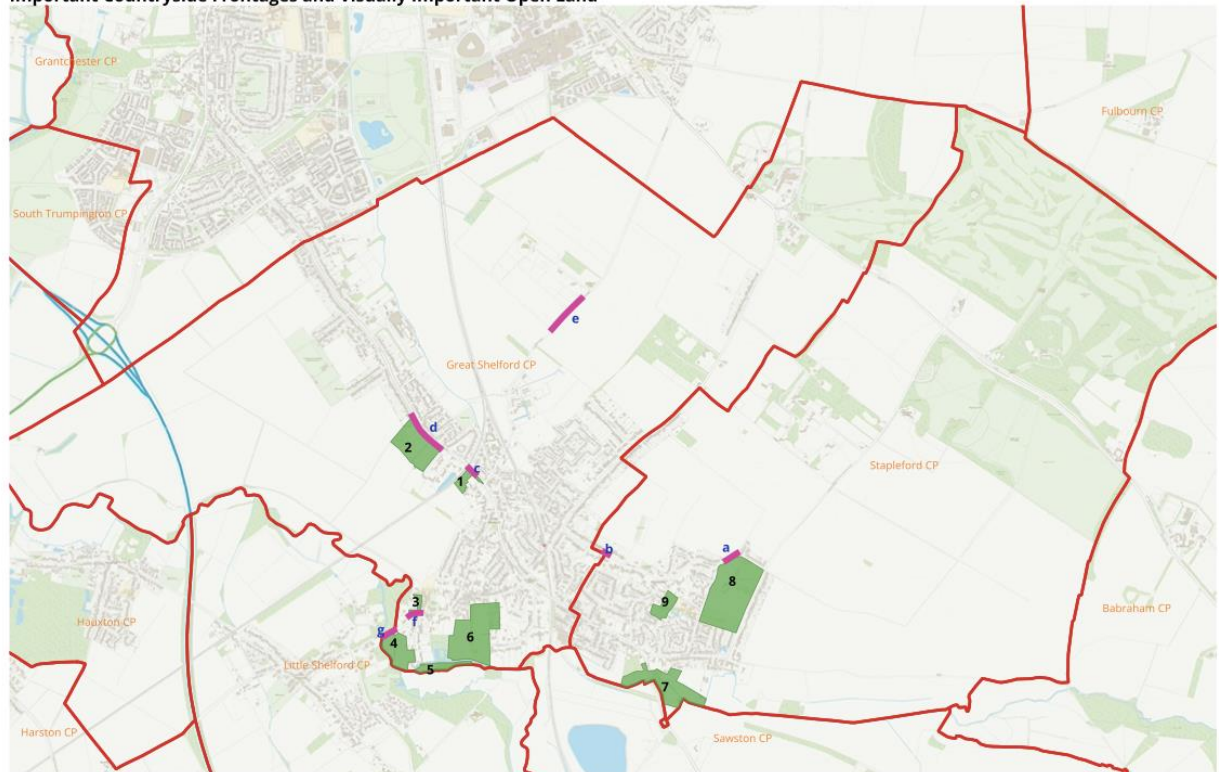 Important Countryside Frontages and Visually Important Open Land
Grantchester CP
Fulbourn CP
South Trumpington CP
e
Great Shelford CP
d
2
c
1
Stapleford CP
b
a
8
3
9
f
Babraham CP
Hauxton CP
g
4
6
Little Shelford CP
5
7
Harston CP
Sawston CP